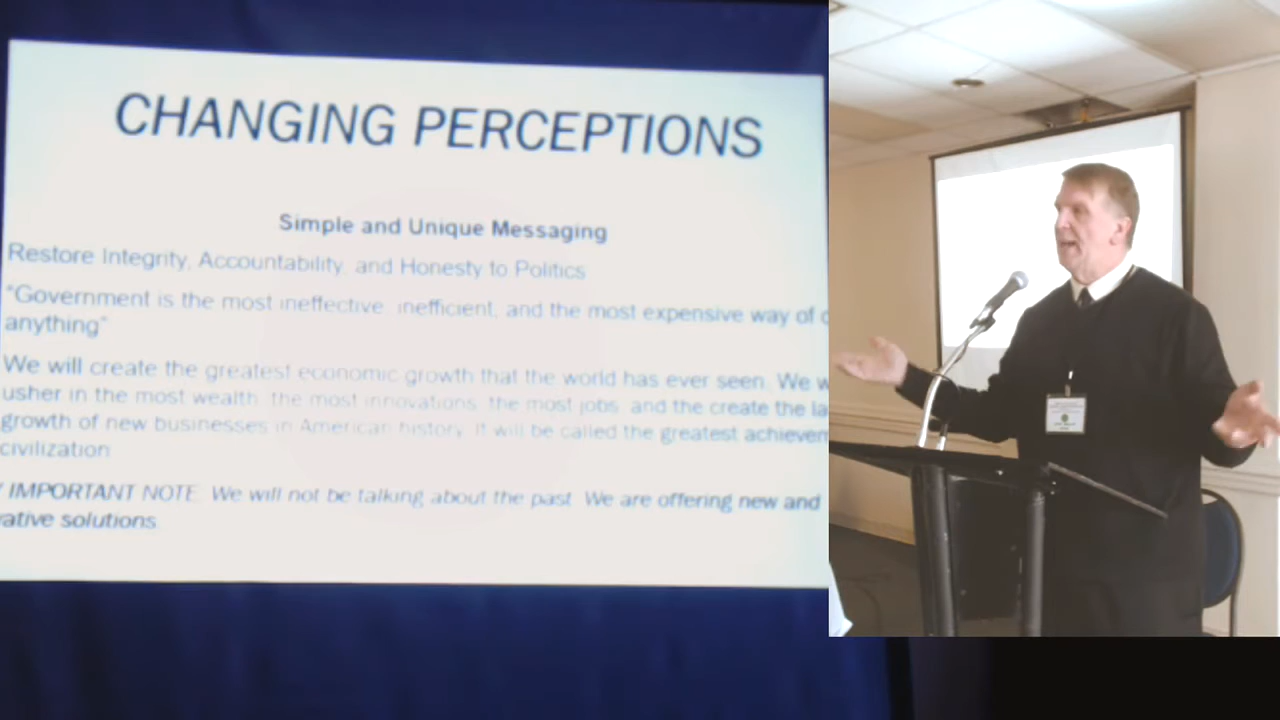 CHANGING PERCEPTIONS
Simple and Unique Messaging
Restore Integrity, Accountability, and Honesty to Politics
"Government is the most ineffective, inefficient, and the most expensive way of
anything"
We will create the greatest economic growth that the world has ever seen. We
usher in the most wealth, the most innovations, the most jobs, and the create the
growth of new businesses in American history. It will be called the greatest
civilization
IMPORTANT NOTE: We will not be talking about the past. We are offering new and
solutions.